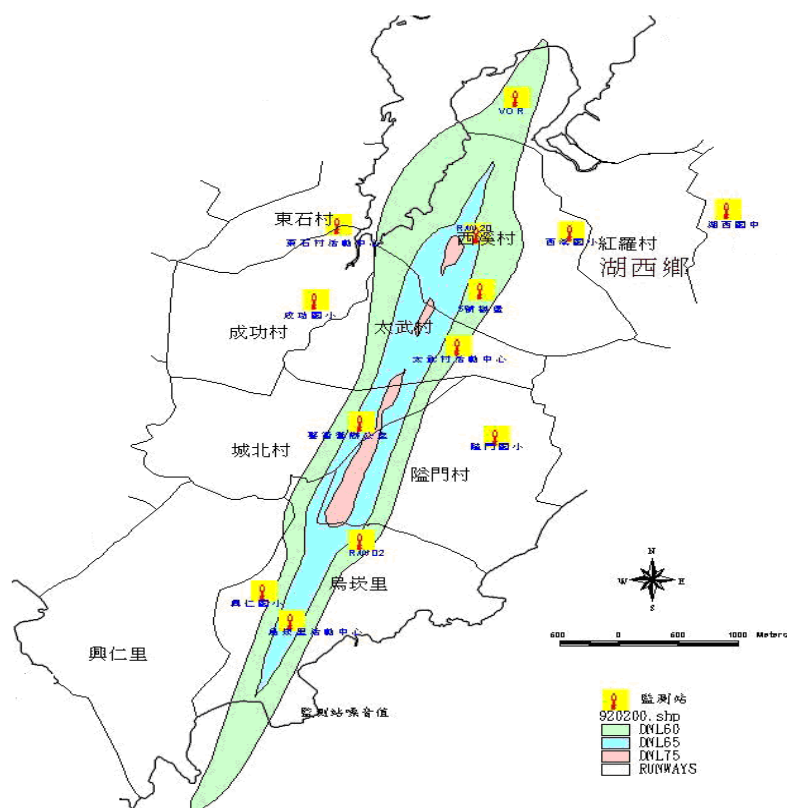 VOR
東石村
東石村活動中心
RAW20
西溪村
西溪國小
紅羅村
湖西國中
湖西鄉
成功國小
成功村
太武村
太武村活動中心
城北村
隘門國小
隘門村
RAW02
烏崁里
興仁國小
烏崁里活動中心
興仁里
監測站噪音值
N
W
E
S
600 0 600 1000 Meters
監測站
920200.shp
DNL60
DNL65
DNL75
RUNWAYS